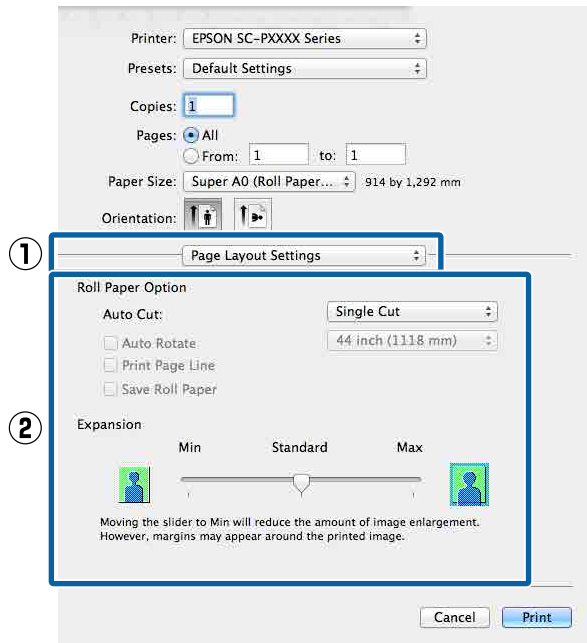 Printer: EPSON SC-PXXXX Series
Presets: Default Settings
Copies: 1
Pages: All
From: 1 to: 1
Paper Size: Super A0 (Roll Paper... 914 by 1,292 mm
Orientation:
① Page Layout Settings
Roll Paper Option
Auto Cut: Single Cut
Auto Rotate 44 inch (1118 mm)
Print Page Line
Save Roll Paper
②
Expansion
Min Standard Max
Moving the slider to Min will reduce the amount of image enlargement.
However, margins may appear around the printed image.
Cancel Print